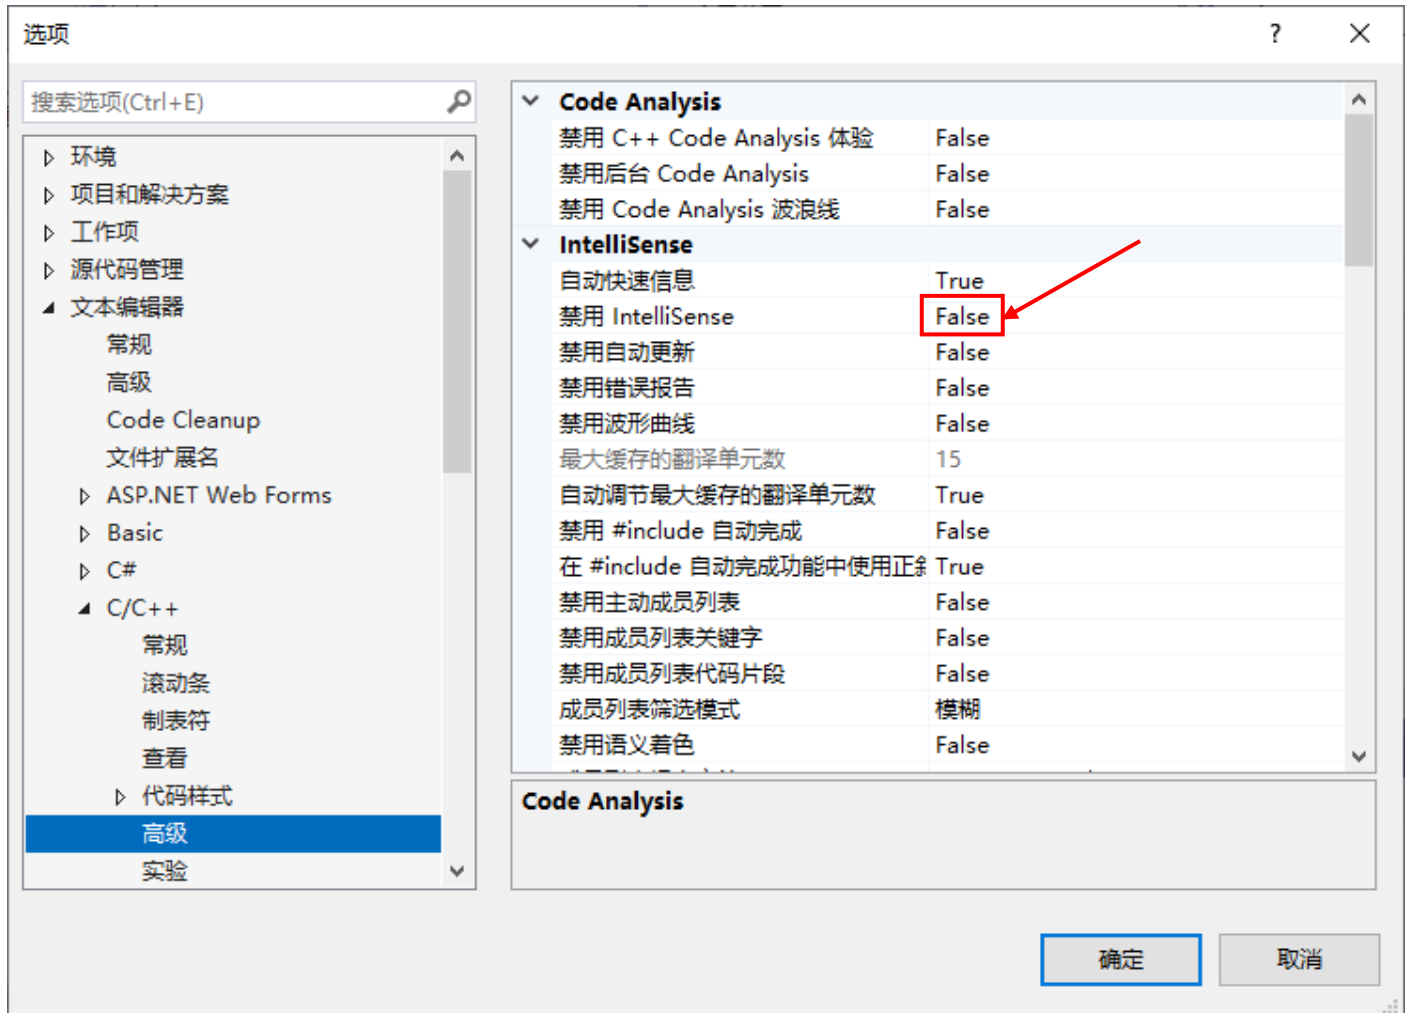 选项
?
搜索选项(Ctrl+E)
环境
项目和解决方案
工作项
源代码管理
文本编辑器
常规
高级
Code Cleanup
文件扩展名
ASP.NET Web Forms
Basic
C#
C/C++
常规
滚动条
制表符
查看
代码样式
高级
实验
Code Analysis
禁用 C++ Code Analysis 体验 False
禁用后台 Code Analysis False
禁用 Code Analysis 波浪线 False
IntelliSense
自动快速信息 True
禁用 IntelliSense False
禁用自动更新 False
禁用错误报告 False
禁用波形曲线 False
最大缓存的翻译单元数 15
自动调节最大缓存的翻译单元数 True
禁用 #include 自动完成 False
在 #include 自动完成功能中使用正斜 True
禁用主动成员列表 False
禁用成员列表关键字 False
禁用成员列表代码片段 False
成员列表筛选模式 模糊
禁用语义着色 False
Code Analysis
确定
取消